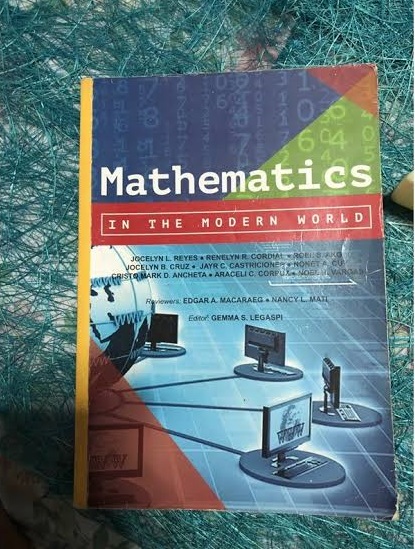 Mathematics
IN THE MODERN WORLD
JOCELYN L. REYES • RENELYN R. CORDIAL •
JOCELYN B. CRUZ • JAYR C. CASTRICIONES •
CRISTO MARK D. ANCHETA • ARACELI C. CORPUZ •
Reviewers: EDGAR A. MACARAEG • NANCY L. MATI
Editor: GEMMA S. LEGASPI
WWW